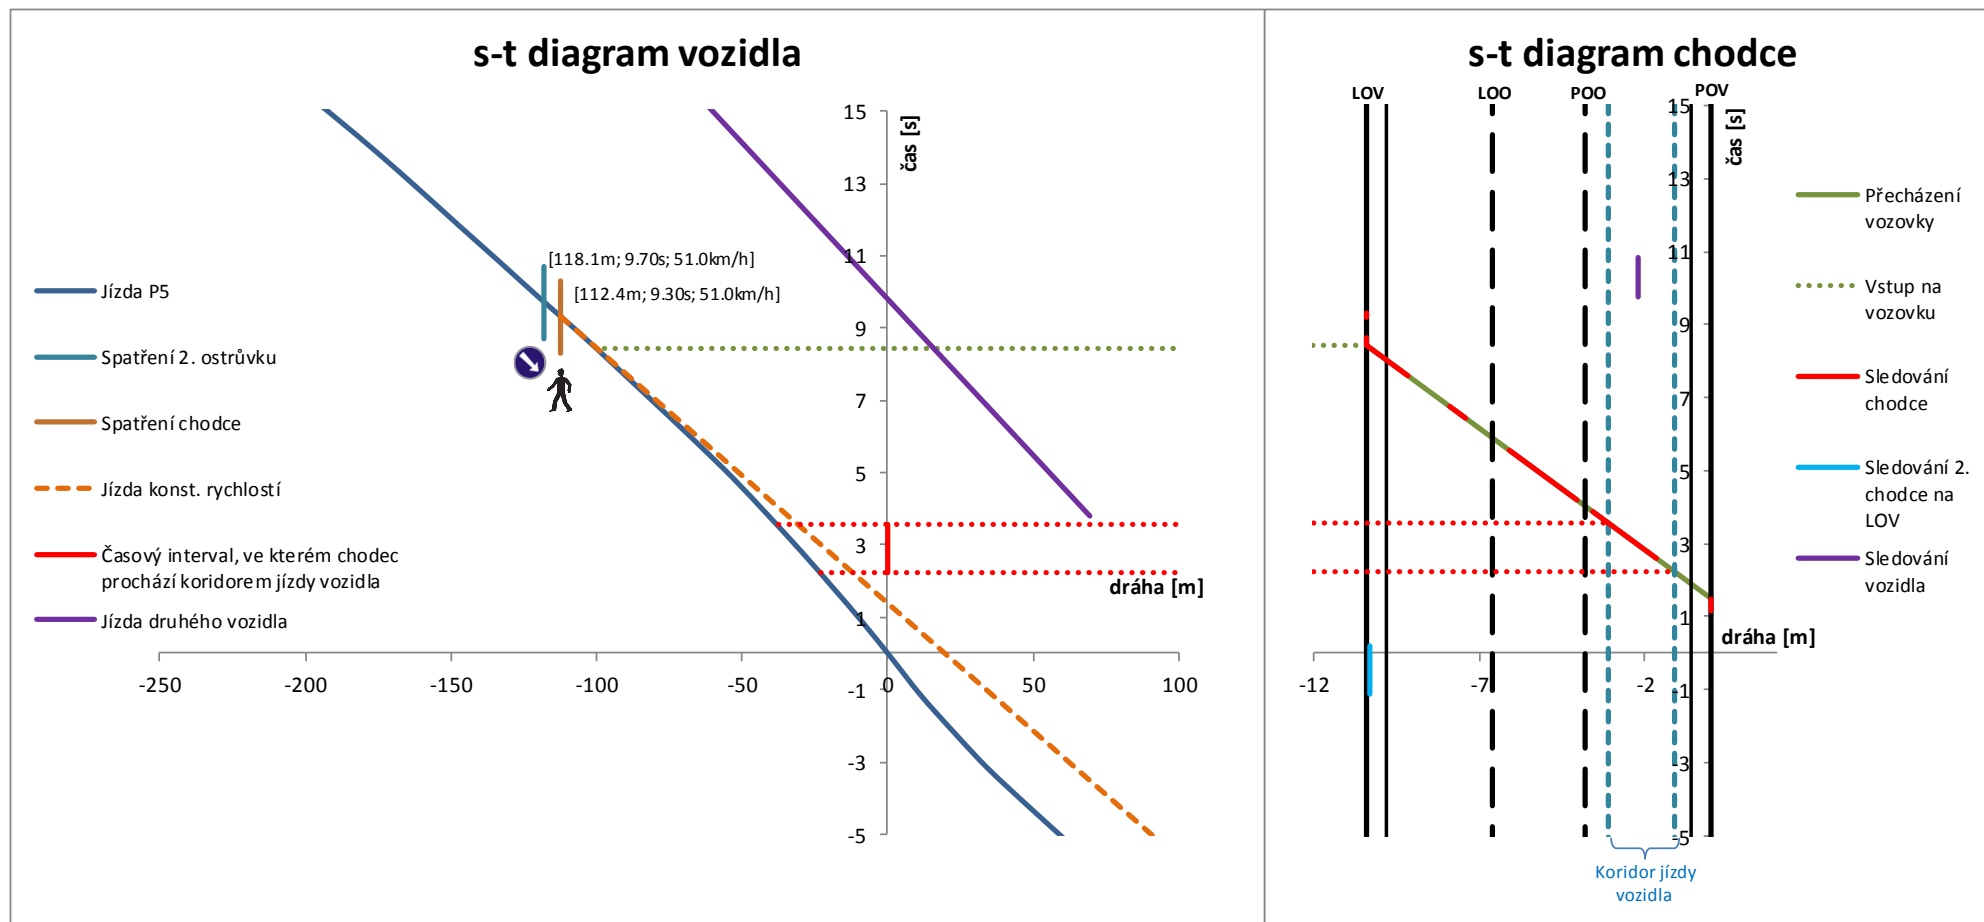 s-t diagram vozidla
15
čas [s]
13
11
[118.1m; 9.70s; 51.0km/h]
[112.4m; 9.30s; 51.0km/h]
9
7
5
3
dráha [m]
1
-1
-3
-5
-250
-200
-150
-100
-50
0
50
100
Jízda P5
Spatření 2. ostrůvku
Spatření chodce
Jízda konst. rychlostí
Časový interval, ve kterém chodec
prochází koridorem jízdy vozidla
Jízda druhého vozidla
s-t diagram chodce
LOV
LOO
POO
POV
15
čas [s]
13
11
9
7
5
3
1
dráha [m]
-12
-7
-2
-1
-3
-5
Koridor jízdy
vozidla
Přecházení
vozovky
Vstup na
vozovku
Sledování
chodce
Sledování 2.
chodce na
LOV
Sledování
vozidla